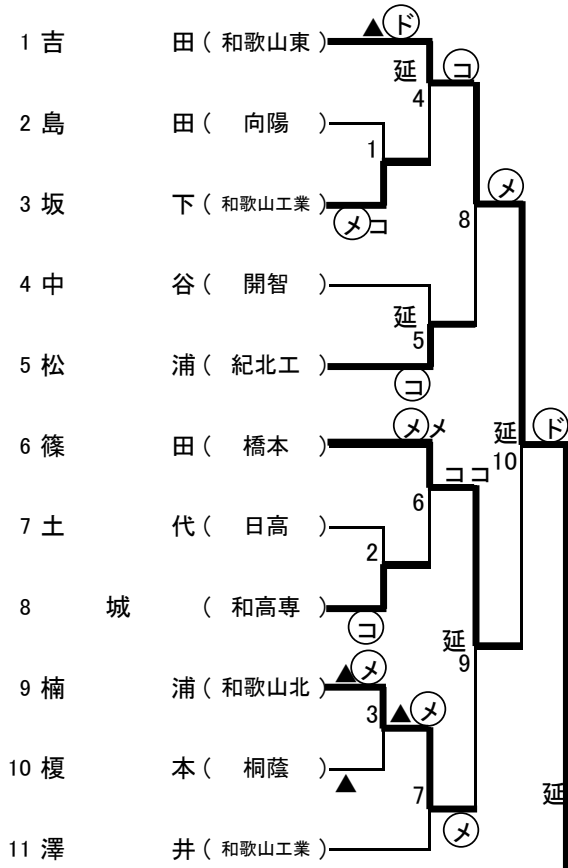 ▲ ド
1 吉 田 ( 和歌山東 )
延 コ
4
2 島 田 ( 向陽 )
1
メ
3 坂 下 ( 和歌山工業 )
メ コ
8
4 中 谷 ( 開智 )
延
5
5 松 浦 ( 紀北工 )
コ
メ メ
延 ド
6 篠 田 ( 橋本 )
10
コ コ
6
7 土 代 ( 日高 )
2
8 城 ( 和高専 )
コ
延
9
▲ メ
9 楠 浦 ( 和歌山北 )
3 ▲ メ
10 榎 本 ( 桐蔭 )
▲
7
延
メ
11 澤 井 ( 和歌山工業 )